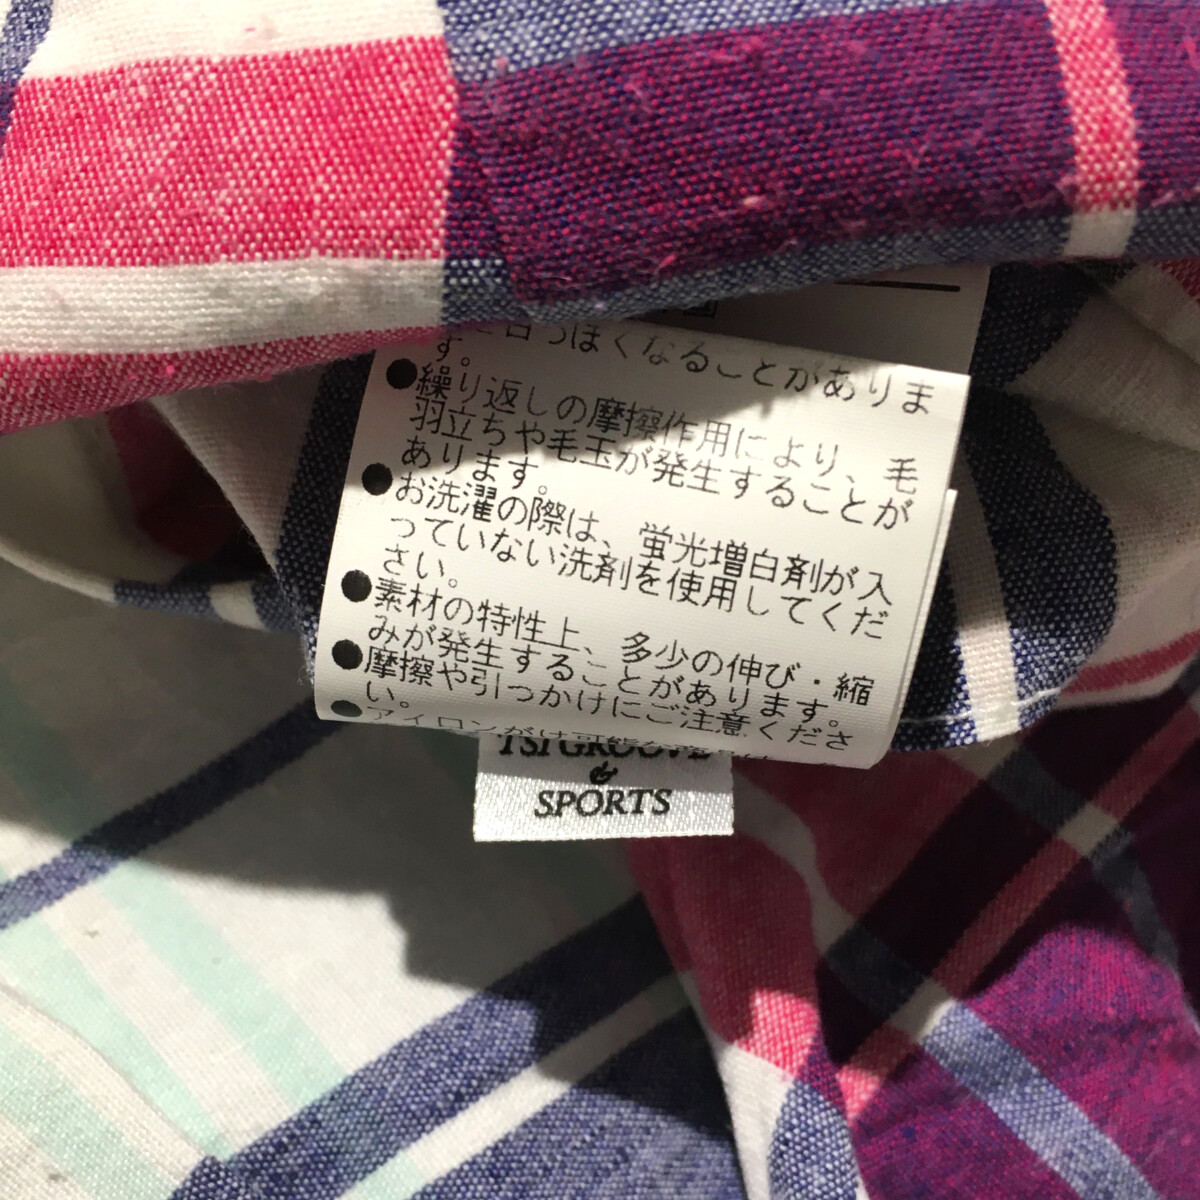 白っぽくなることがありま
す。
●繰り返しの摩擦作用により、毛
羽立ちや毛玉が発生することが
あります。
●お洗濯の際は、蛍光増白剤が入
っていない洗剤を使用してくだ
さい。
●素材の特性上、多少の伸び・縮
みが発生することがあります。
●摩擦や引っかけにご注意くださ
い。
●アイロンがけ可能な
TSI GROOVE
&
SPORTS